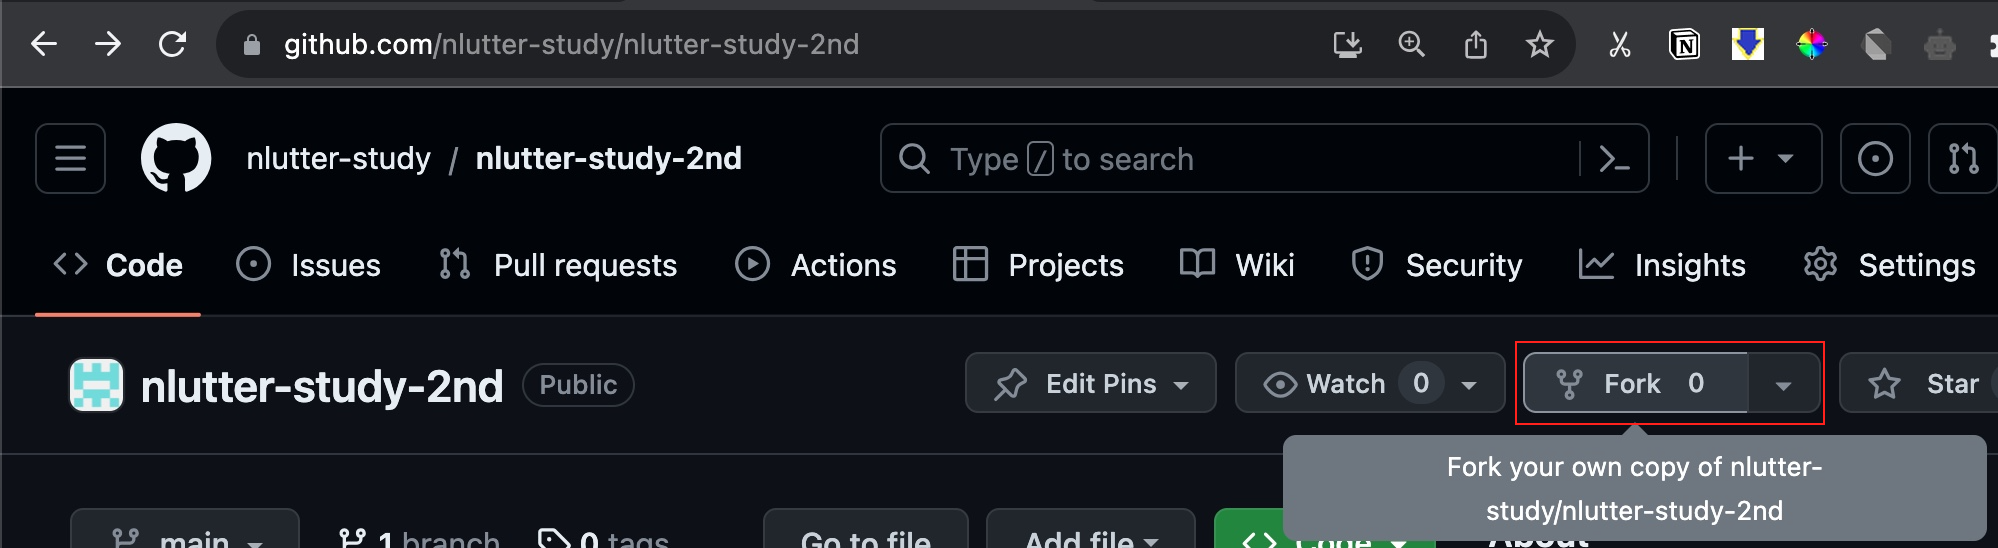 github.com/nlutter-study/nlutter-study-2nd
nlutter-study / nlutter-study-2nd
Type / to search
Code Issues Pull requests Actions Projects Wiki Security Insights Settings
nlutter-study-2nd Public Edit Pins Watch 0 Fork 0 Star
Fork your own copy of nlutter-
study/nlutter-study-2nd
main 1 branch 0 tags Go to file Add file Code About